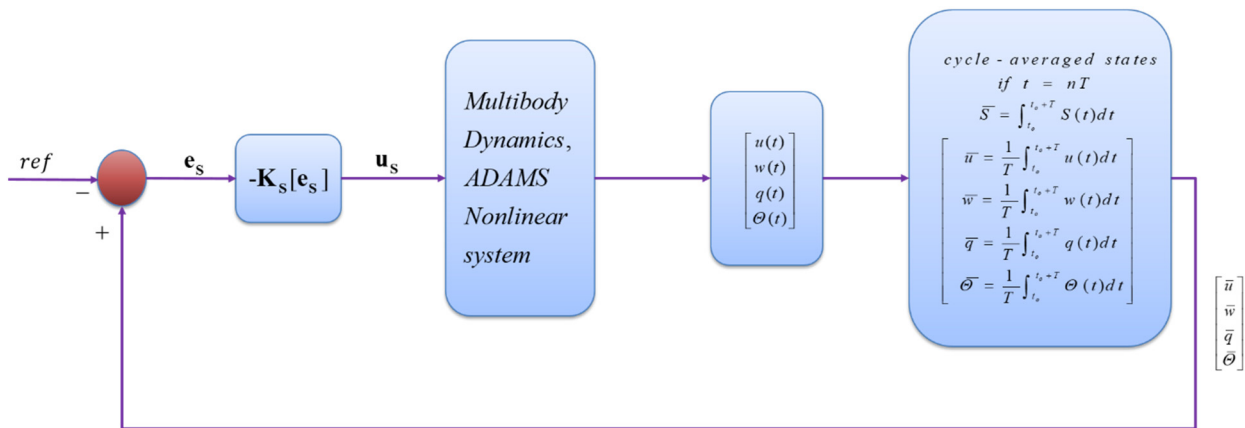 ref
−
+
e_s
-K_s[e_s]
u_s
Multibody
Dynamics,
ADAMS
Nonlinear
system
u(t)
w(t)
q(t)
Θ(t)
cycle - averaged states
if t = nT
S̅ = ∫_{t_0}^{t_0+T} S(t)dt
u̅ = 1/T ∫_{t_0}^{t_0+T} u(t)dt
w̅ = 1/T ∫_{t_0}^{t_0+T} w(t)dt
q̅ = 1/T ∫_{t_0}^{t_0+T} q(t)dt
Θ̅ = 1/T ∫_{t_0}^{t_0+T} Θ(t)dt
u̅
w̅
q̅
Θ̅